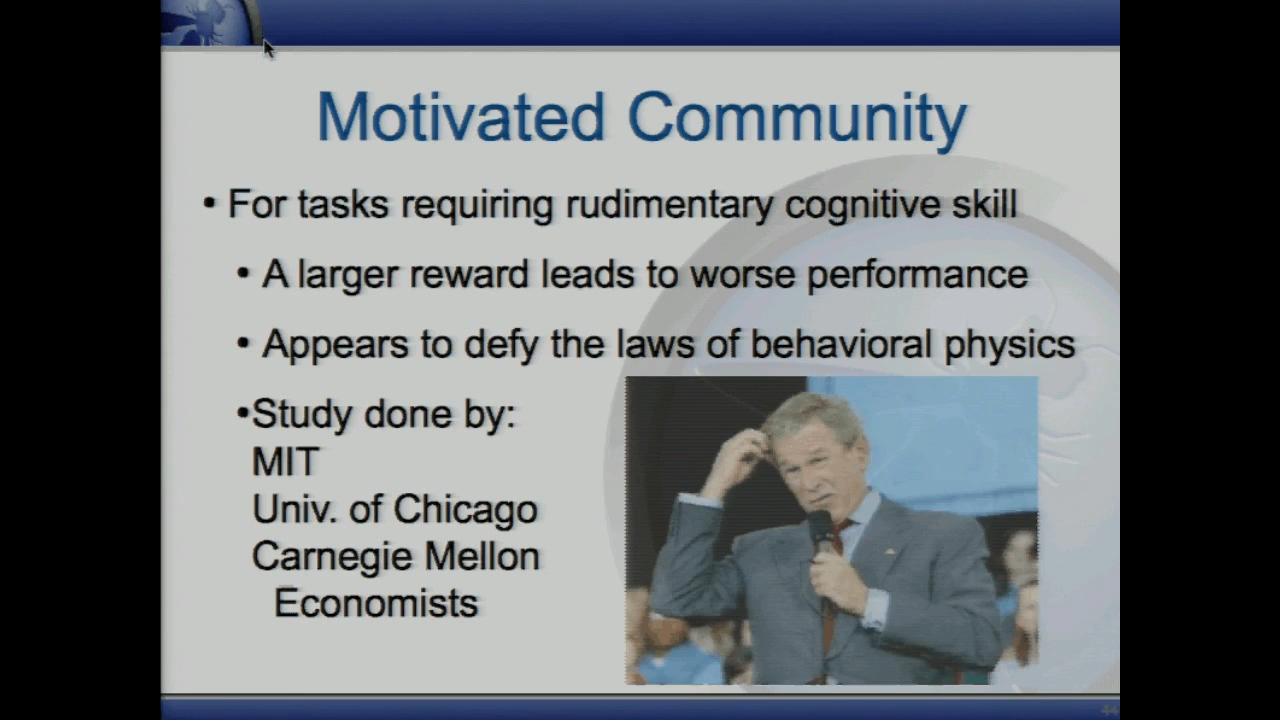 Motivated Community
• For tasks requiring rudimentary cognitive skill
• A larger reward leads to worse performance
• Appears to defy the laws of behavioral physics
•Study done by:
MIT
Univ. of Chicago
Carnegie Mellon
Economists
44